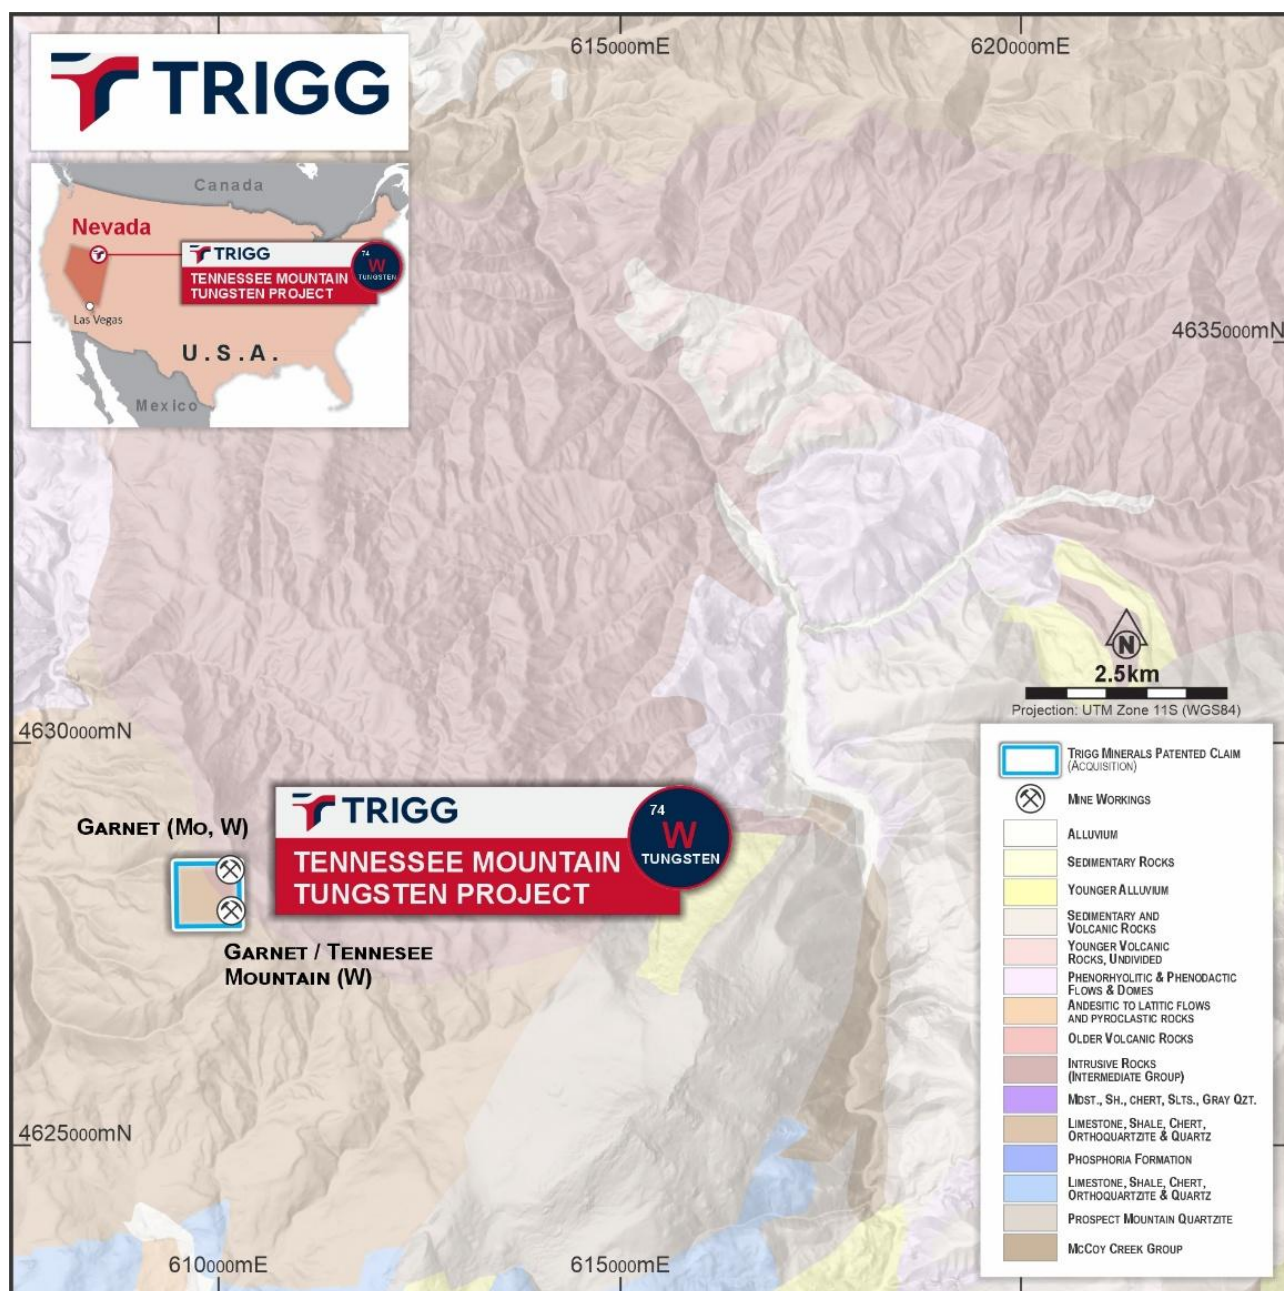 615000mE
620000mE
TRIGG
Canada
Nevada
TRIGG
74
W
TUNGSTEN
TENNESSEE MOUNTAIN
TUNGSTEN PROJECT
Las Vegas
U.S.A.
Mexico
4635000mN
N
2.5km
Projection: UTM Zone 11S (WGS84)
4630000mN
GARNET (MO, W)
TRIGG
74
W
TUNGSTEN
TENNESSEE MOUNTAIN
TUNGSTEN PROJECT
GARNET / TENNESEE
MOUNTAIN (W)
4625000mN
610000mE
615000mE
TRIGG MINERALS PATENTED CLAIM
(ACQUISITION)
MINE WORKINGS
ALLUVIUM
SEDIMENTARY ROCKS
YOUNGER ALLUVIUM
SEDIMENTARY AND
VOLCANIC ROCKS
YOUNGER VOLCANIC
ROCKS, UNDIVIDED
PHENORHYOLITIC & PHENODACTIC
FLOWS & DOMES
ANDESITIC TO LATITIC FLOWS
AND PYROCLASTIC ROCKS
OLDER VOLCANIC ROCKS
INTRUSIVE ROCKS
(INTERMEDIATE GROUP)
MDST., SH., CHERT, SLTS., GRAY QZT.
LIMESTONE, SHALE, CHERT,
ORTHOQUARTZITE & QUARTZ
PHOSPHORIA FORMATION
LIMESTONE, SHALE, CHERT,
ORTHOQUARTZITE & QUARTZ
PROSPECT MOUNTAIN QUARTZITE
MCCOY CREEK GROUP